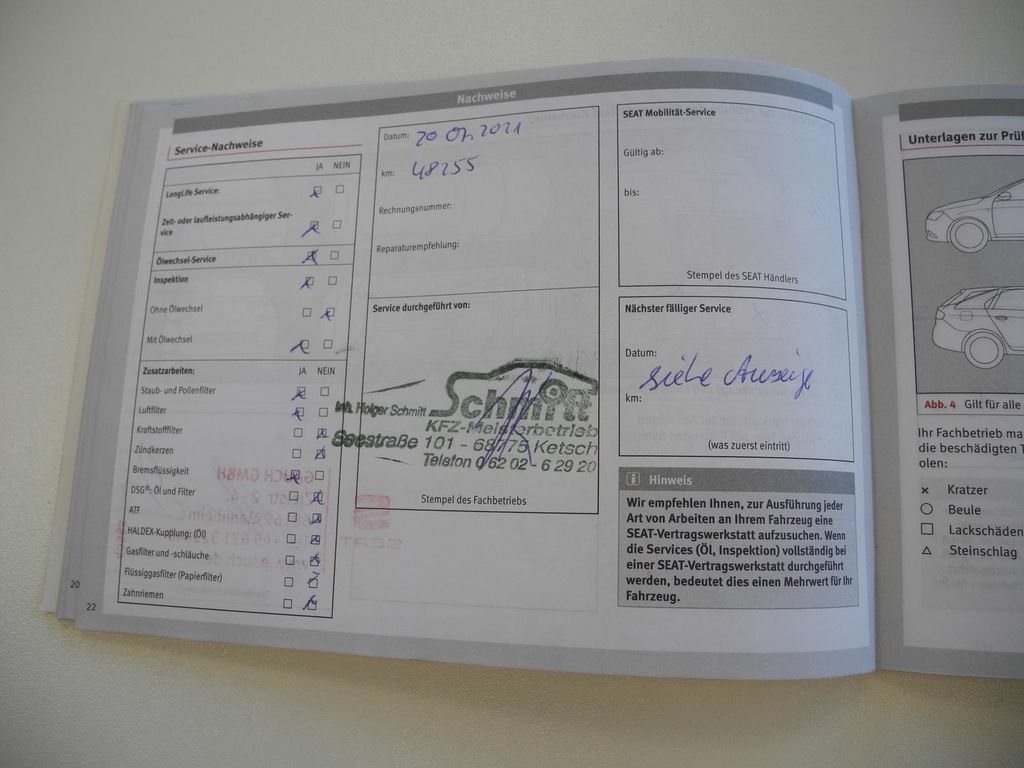 Nachweise
Service-Nachweise
JA NEIN
LongLife Service:
Zeit- oder laufleistungsabhängiger Ser-
vice
Ölwechsel-Service
Inspektion
Ohne Ölwechsel
Mit Ölwechsel
Zusatzarbeiten: JA NEIN
Staub- und Pollenfilter
Luftfilter
Kraftstofffilter
Zündkerzen
Bremsflüssigkeit
DSG®: Öl und Filter
ATF
HALDEX-Kupplung: (Öl)
Gasfilter und -schläuche
Flüssiggasfilter (Papierfilter)
Zahnriemen
20
22
Datum: 20 07.2021
km: 48255
Rechnungsnummer:
Reparaturempfehlung:
Service durchgeführt von:
Schmitt
Inh. Holger Schmitt
KFZ-Meisterbetrieb
Seestraße 101 - 68775 Ketsch
Telefon 0 62 02 - 6 29 20
Stempel des Fachbetriebs
SEAT Mobilität-Service
Gültig ab:
bis:
Stempel des SEAT Händlers
Nächster fälliger Service
Datum:
siehe Anzeige
km:
(was zuerst eintritt)
i Hinweis
Wir empfehlen Ihnen, zur Ausführung jeder
Art von Arbeiten an Ihrem Fahrzeug eine
SEAT-Vertragswerkstatt aufzusuchen. Wenn
die Services (Öl, Inspektion) vollständig bei
einer SEAT-Vertragswerkstatt durchgeführt
werden, bedeutet dies einen Mehrwert für Ihr
Fahrzeug.
Unterlagen zur Prüf
Abb. 4 Gilt für alle
Ihr Fachbetrieb ma
die beschädigten
olen:
× Kratzer
○ Beule
□ Lackschäden
△ Steinschlag